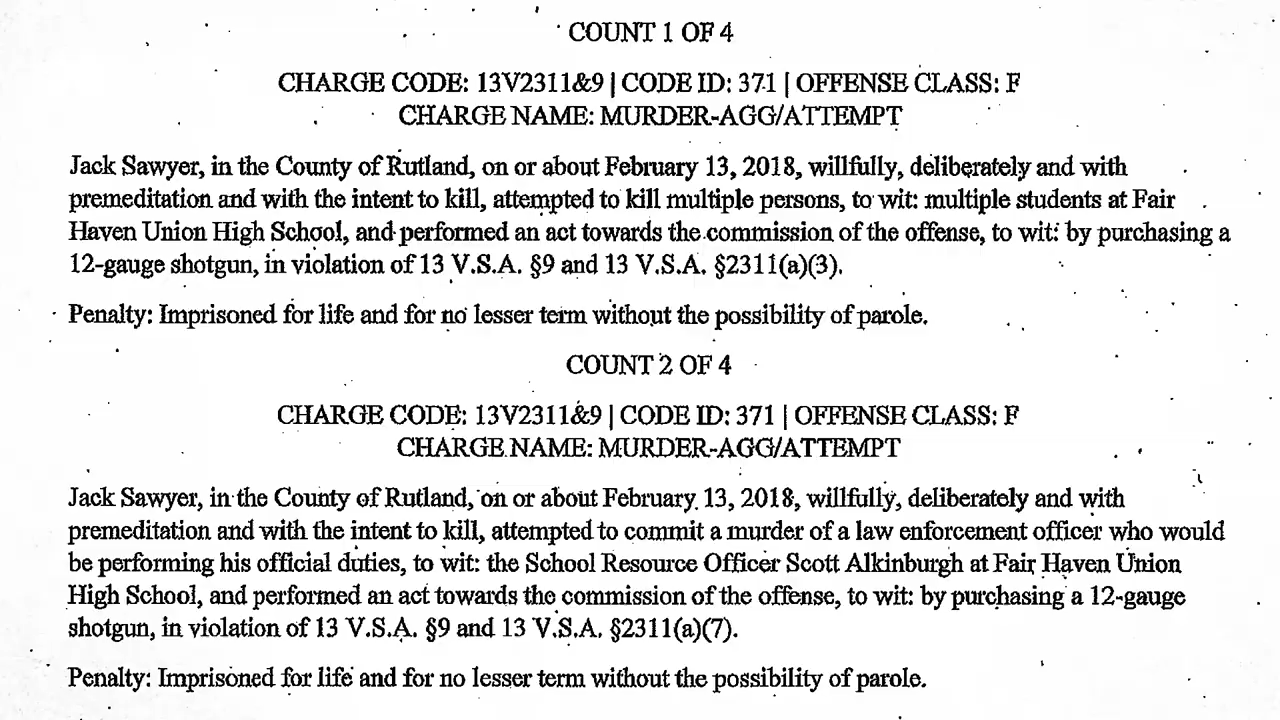 COUNT 1 OF 4
CHARGE CODE: 13V2311&9 | CODE ID: 371 | OFFENSE CLASS: F
CHARGE NAME: MURDER-AGG/ATTEMPT
Jack Sawyer, in the County of Rutland, on or about February 13, 2018, willfully, deliberately and with
premeditation and with the intent to kill, attempted to kill multiple persons, to wit: multiple students at Fair
Haven Union High School, and performed an act towards the commission of the offense, to wit: by purchasing a
12-gauge shotgun, in violation of 13 V.S.A. §9 and 13 V.S.A. §2311(a)(3).
Penalty: Imprisoned for life and for no lesser term without the possibility of parole.
COUNT 2 OF 4
CHARGE CODE: 13V2311&9 | CODE ID: 371 | OFFENSE CLASS: F
CHARGE NAME: MURDER-AGG/ATTEMPT
Jack Sawyer, in the County of Rutland, on or about February 13, 2018, willfully, deliberately and with
premeditation and with the intent to kill, attempted to commit a murder of a law enforcement officer who would
be performing his official duties, to wit: the School Resource Officer Scott Alkinburgh at Fair Haven Union
High School, and performed an act towards the commission of the offense, to wit: by purchasing a 12-gauge
shotgun, in violation of 13 V.S.A. §9 and 13 V.S.A. §2311(a)(7).
Penalty: Imprisoned for life and for no lesser term without the possibility of parole.